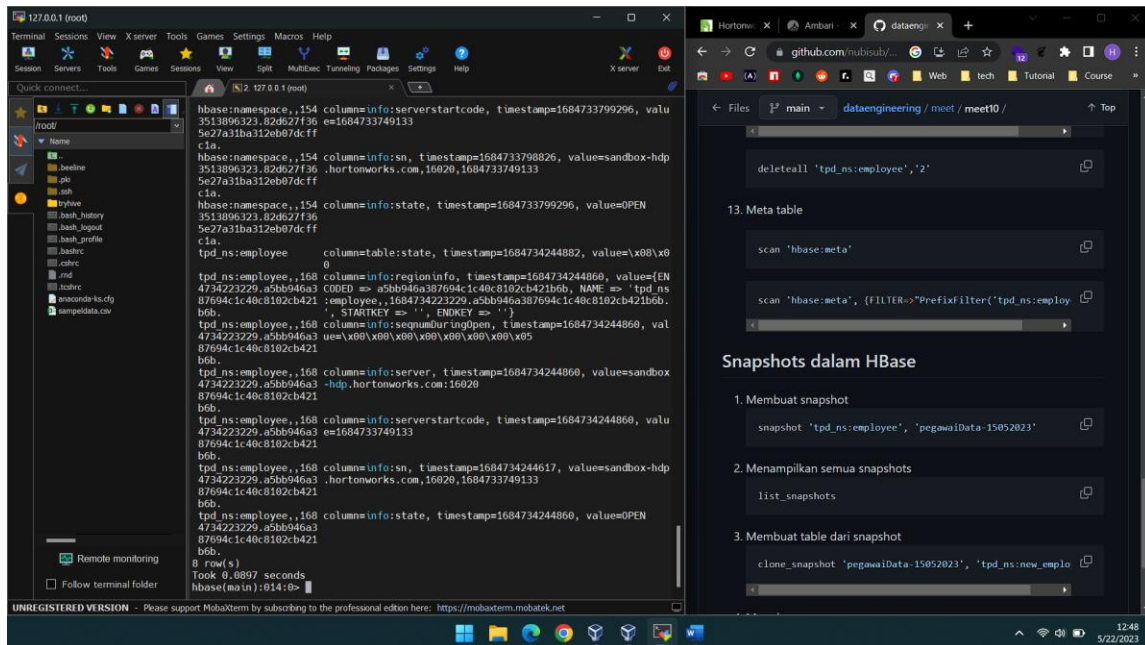 127.0.0.1 (root)
Terminal Sessions View X server Tools Games Settings Macros Help
Session Servers Tools Games Sessions View Split MultiExec Tunneling Packages Settings Help X server Exit
Quick connect...
2. 127.0.0.1 (root)
/root/
Name
..
.beeline
.pki
.ssh
tryhive
.bash_history
.bash_logout
.bash_profile
.bashrc
.cshrc
.rnd
.tcshrc
anaconda-ks.cfg
sampeldata.csv
Remote monitoring
Follow terminal folder
hbase:namespace,,154 column=info:serverstartcode, timestamp=1684733799296, valu
3513896323.82d627f36 e=1684733749133
5e27a31ba312eb07dcff
c1a.
hbase:namespace,,154 column=info:sn, timestamp=1684733798826, value=sandbox-hdp
3513896323.82d627f36 .hortonworks.com,16020,1684733749133
5e27a31ba312eb07dcff
c1a.
hbase:namespace,,154 column=info:state, timestamp=1684733799296, value=OPEN
3513896323.82d627f36
5e27a31ba312eb07dcff
c1a.
tpd_ns:employee column=table:state, timestamp=1684734244882, value=\x08\x0
0
tpd_ns:employee,,168 column=info:regioninfo, timestamp=1684734244860, value={EN
4734223229.a5bb946a3 CODED => a5bb946a387694c1c40c8102cb421b6b, NAME => 'tpd_ns
87694c1c40c8102cb421 :employee,,1684734223229.a5bb946a387694c1c40c8102cb421b6b.
b6b. ', STARTKEY => '', ENDKEY => ''}
tpd_ns:employee,,168 column=info:seqnumDuringOpen, timestamp=1684734244860, val
4734223229.a5bb946a3 ue=\x00\x00\x00\x00\x00\x00\x00\x05
87694c1c40c8102cb421
b6b.
tpd_ns:employee,,168 column=info:server, timestamp=1684734244860, value=sandbox
4734223229.a5bb946a3 -hdp.hortonworks.com:16020
87694c1c40c8102cb421
b6b.
tpd_ns:employee,,168 column=info:serverstartcode, timestamp=1684734244860, valu
4734223229.a5bb946a3 e=1684733749133
87694c1c40c8102cb421
b6b.
tpd_ns:employee,,168 column=info:sn, timestamp=1684734244617, value=sandbox-hdp
4734223229.a5bb946a3 .hortonworks.com,16020,1684733749133
87694c1c40c8102cb421
b6b.
tpd_ns:employee,,168 column=info:state, timestamp=1684734244860, value=OPEN
4734223229.a5bb946a3
87694c1c40c8102cb421
b6b.
8 row(s)
Took 0.0897 seconds
hbase(main):014:0>
UNREGISTERED VERSION - Please support MobaXterm by subscribing to the professional edition here: https://mobaxterm.mobatek.net
Hortonwo Ambari - dataengi
github.com/nubisub/...
Web tech Tutorial Course
Files main dataengineering / meet / meet10 / Top
deleteall 'tpd_ns:employee','2'
13. Meta table
scan 'hbase:meta'
scan 'hbase:meta', {FILTER=>"PrefixFilter('tpd_ns:employ
Snapshots dalam HBase
1. Membuat snapshot
snapshot 'tpd_ns:employee', 'pegawaiData-15052023'
2. Menampilkan semua snapshots
list_snapshots
3. Membuat table dari snapshot
clone_snapshot 'pegawaiData-15052023', 'tpd_ns:new_emplo
12:48
5/22/2023